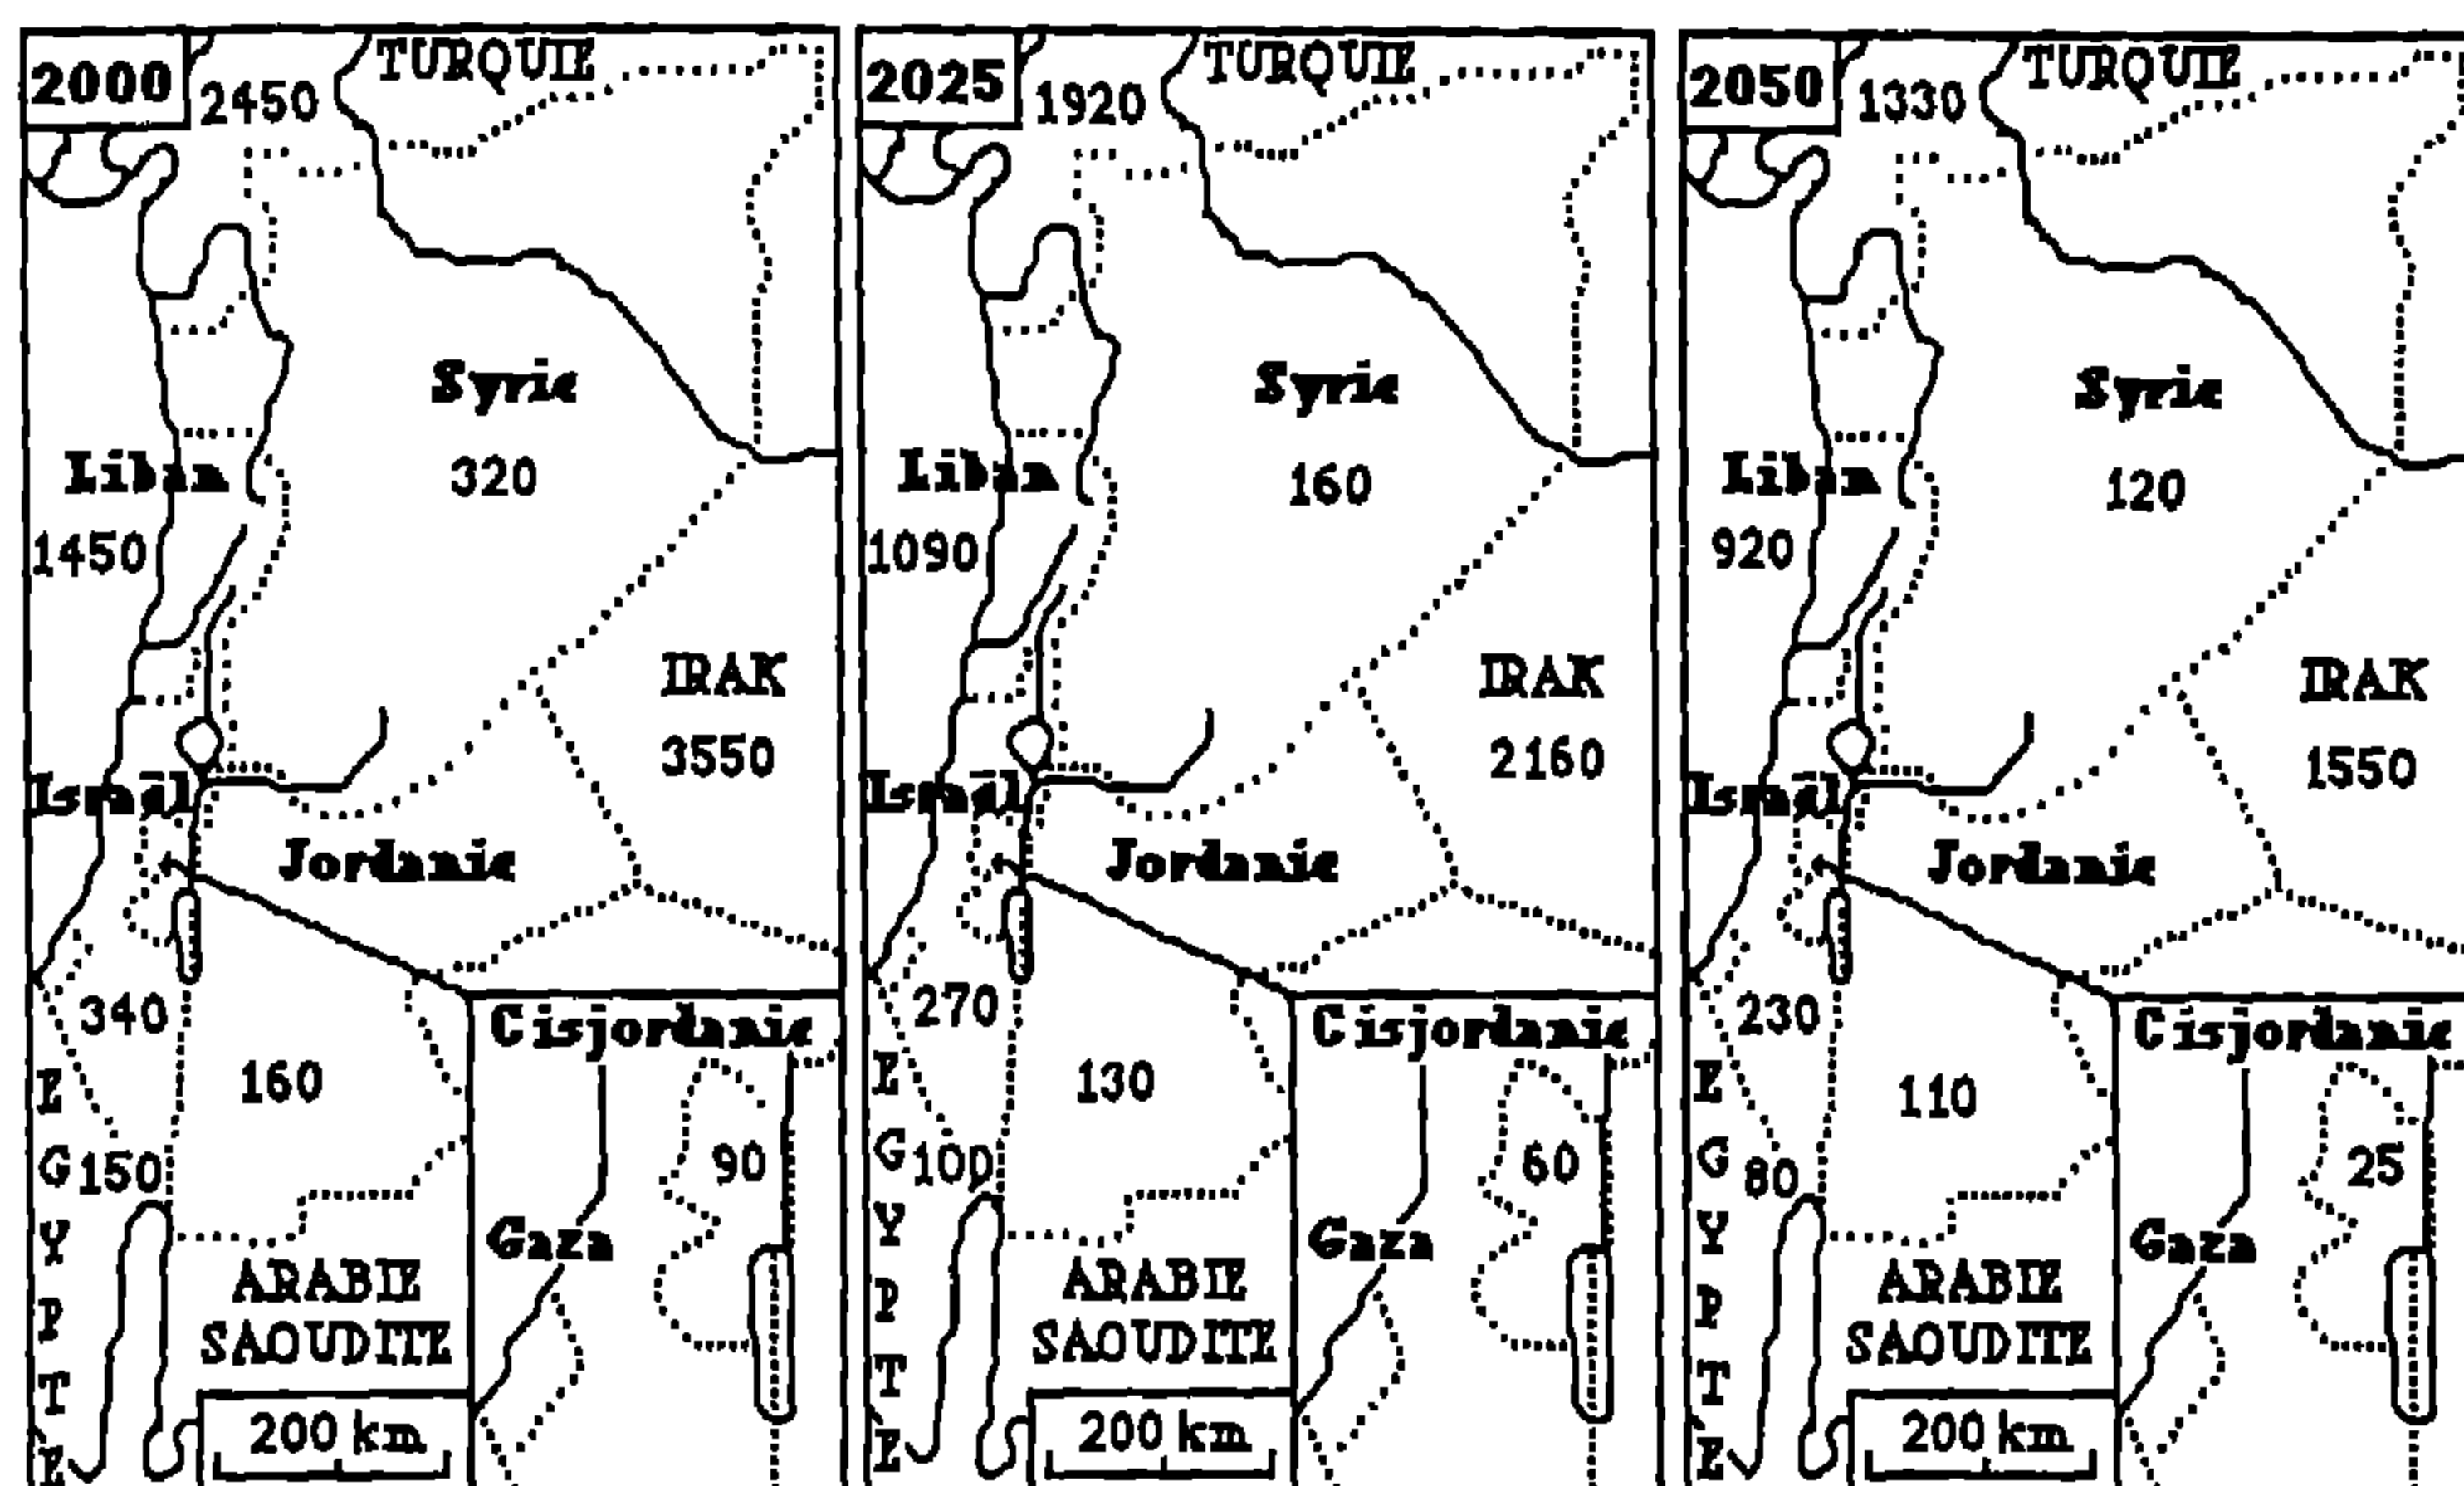 2000
TURQUIE
2450
Syrie
320
Liban
1450
IRAK
3550
Israël
Jordanie
340
160
Cisjordanie
90
150
EGYPTE
Gaza
ARABIE
SAOUDITE
200 km
2025
TURQUIE
1920
Syrie
160
Liban
1090
IRAK
2160
Israël
Jordanie
270
130
Cisjordanie
60
100
EGYPTE
Gaza
ARABIE
SAOUDITE
200 km
2050
TURQUIE
1330
Syrie
120
Liban
920
IRAK
1550
Israël
Jordanie
230
110
Cisjordanie
25
80
EGYPTE
Gaza
ARABIE
SAOUDITE
200 km